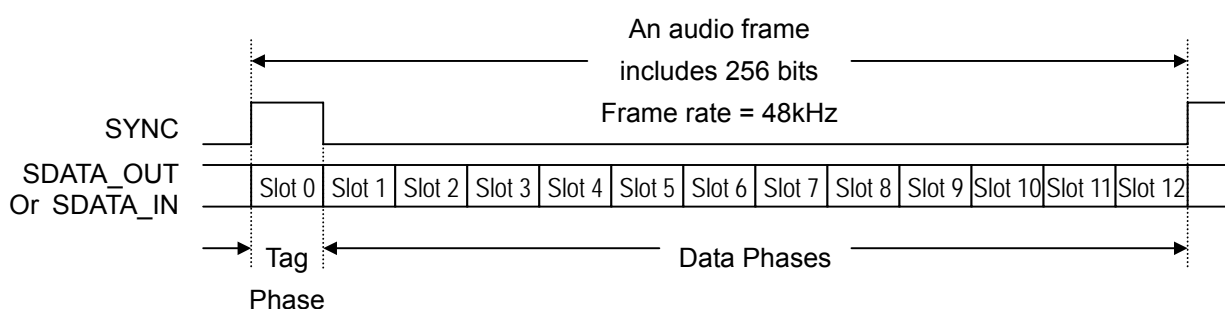 An audio frame
includes 256 bits
Frame rate = 48kHz
SYNC
SDATA_OUT
Or SDATA_IN
Slot 0 Slot 1 Slot 2 Slot 3 Slot 4 Slot 5 Slot 6 Slot 7 Slot 8 Slot 9 Slot 10 Slot 11 Slot 12
Tag
Phase
Data Phases